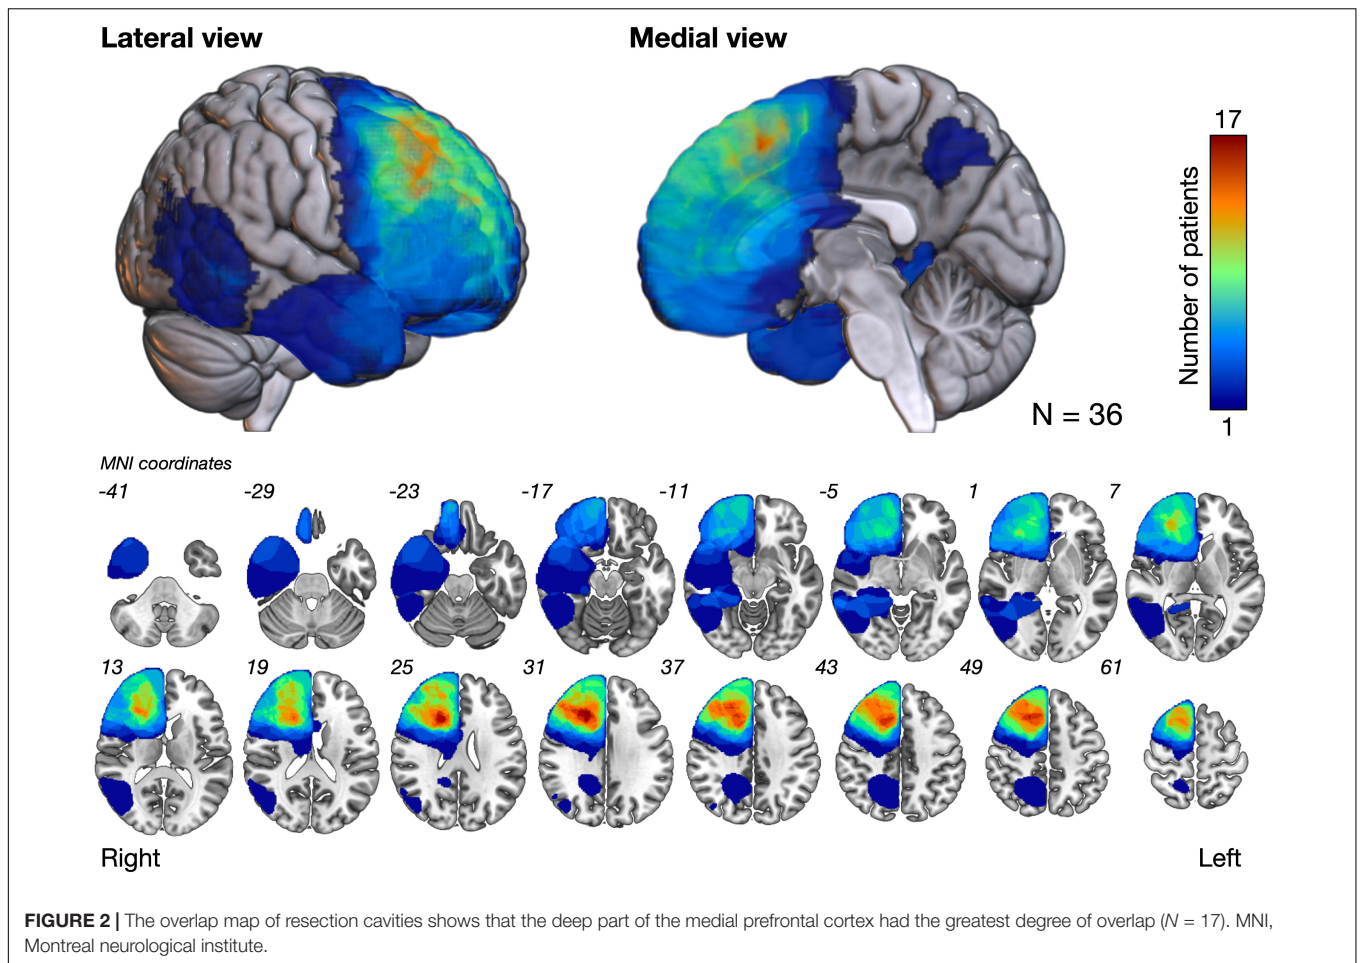 Lateral view
Medial view
17
Number of patients
1
N = 36
MNI coordinates
-41 -29 -23 -17 -11 -5 1 7
13 19 25 31 37 43 49 61
Right
Left
FIGURE 2 | The overlap map of resection cavities shows that the deep part of the medial prefrontal cortex had the greatest degree of overlap (N = 17). MNI,
Montreal neurological institute.